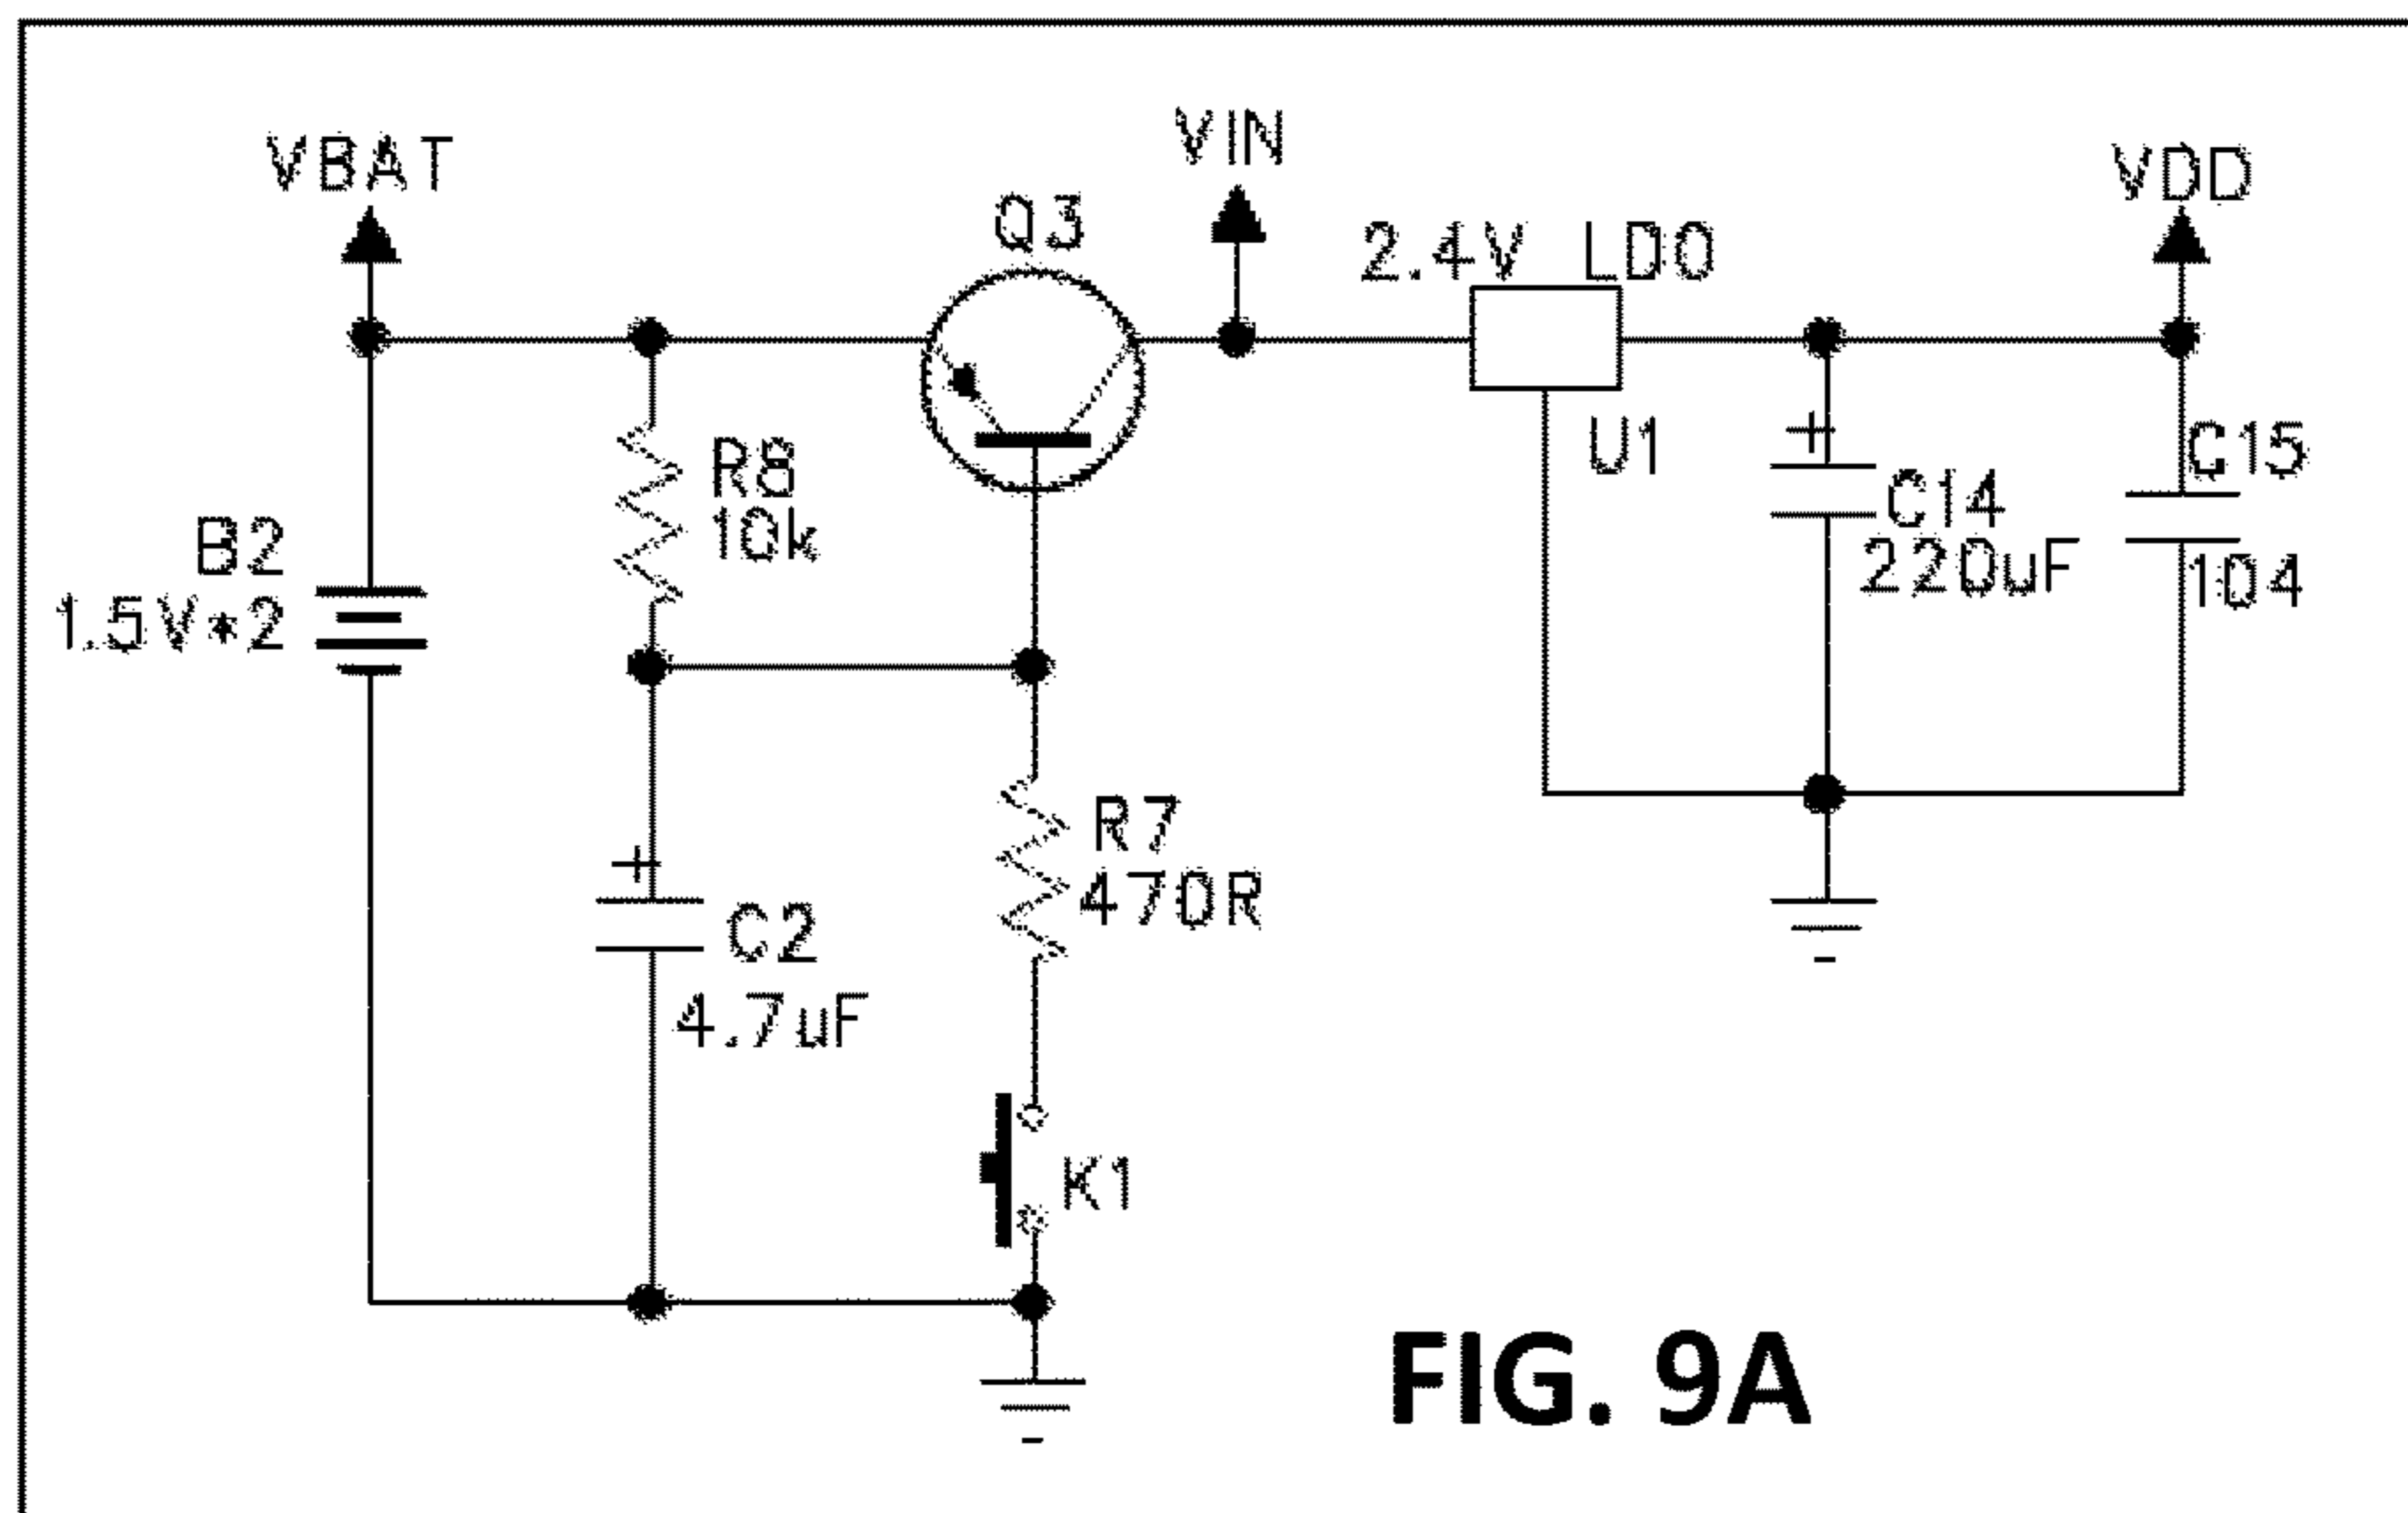 VBAT
Q3
VIN
2.4V LDO
VDD
U1
R8
10k
B2
1.5V*2
C14
220uF
C15
104
R7
470R
C2
4.7uF
K1
FIG. 9A